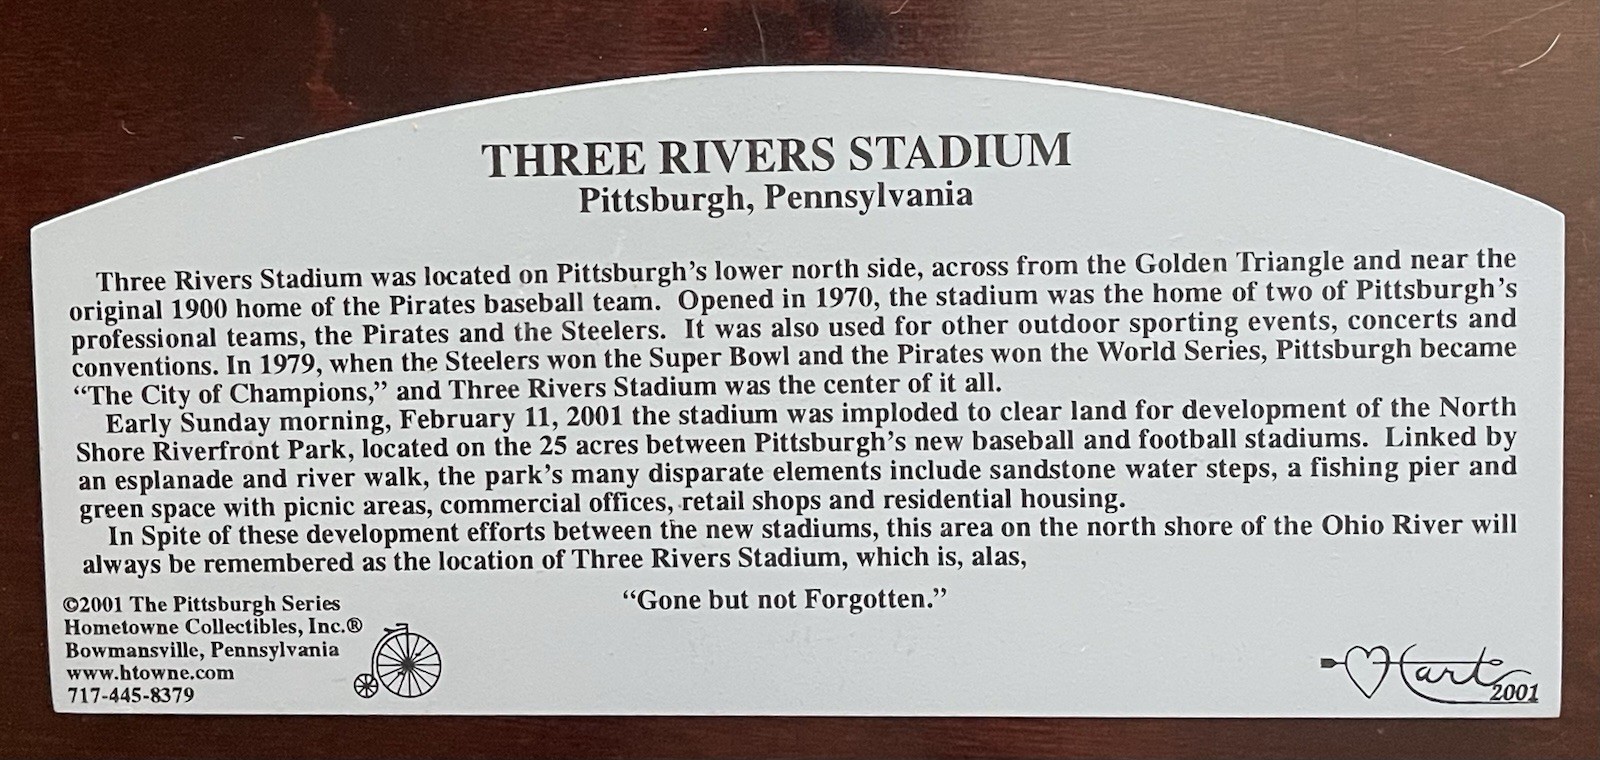 THREE RIVERS STADIUM
Pittsburgh, Pennsylvania
Three Rivers Stadium was located on Pittsburgh's lower north side, across from the Golden Triangle and near the
original 1900 home of the Pirates baseball team. Opened in 1970, the stadium was the home of two of Pittsburgh's
professional teams, the Pirates and the Steelers. It was also used for other outdoor sporting events, concerts and
conventions. In 1979, when the Steelers won the Super Bowl and the Pirates won the World Series, Pittsburgh became
“The City of Champions,” and Three Rivers Stadium was the center of it all.
Early Sunday morning, February 11, 2001 the stadium was imploded to clear land for development of the North
Shore Riverfront Park, located on the 25 acres between Pittsburgh's new baseball and football stadiums. Linked by
an esplanade and river walk, the park's many disparate elements include sandstone water steps, a fishing pier and
green space with picnic areas, commercial offices, retail shops and residential housing.
In Spite of these development efforts between the new stadiums, this area on the north shore of the Ohio River will
always be remembered as the location of Three Rivers Stadium, which is, alas,
“Gone but not Forgotten.”
©2001 The Pittsburgh Series
Hometowne Collectibles, Inc.®
Bowmansville, Pennsylvania
www.htowne.com
717-445-8379
Hart
2001